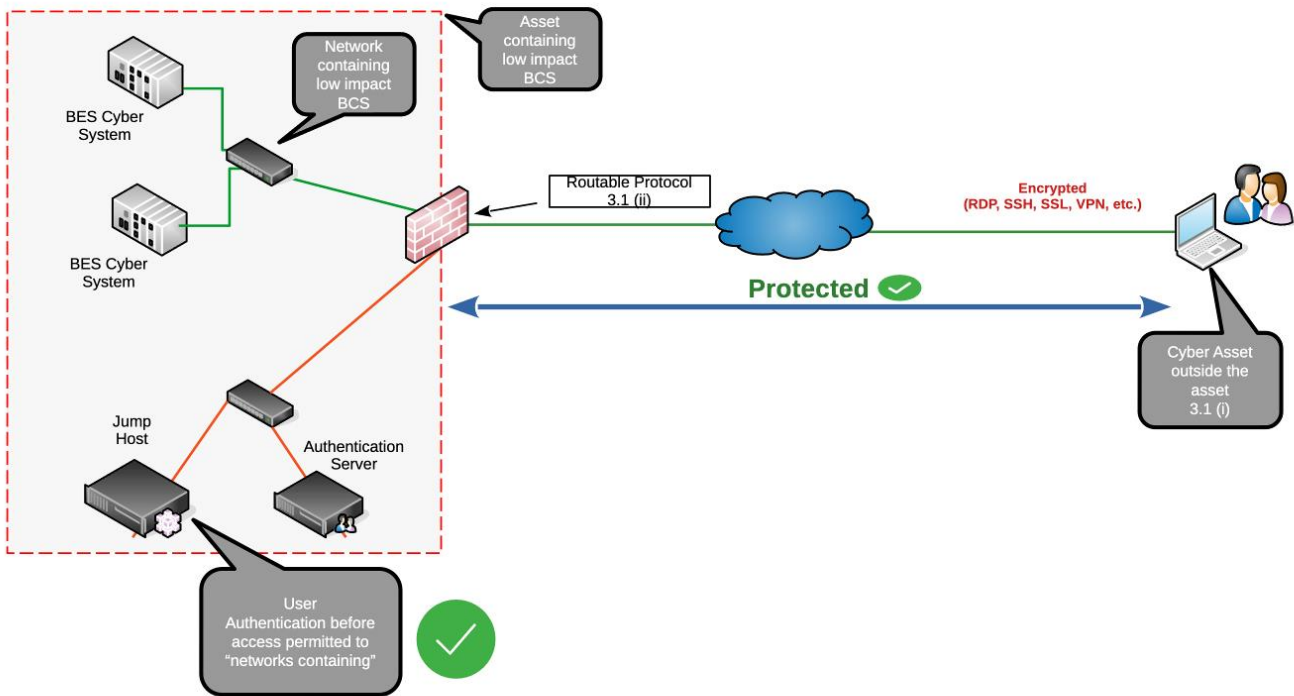 Asset
containing
low impact
BCS
Network
containing
low impact
BCS
BES Cyber
System
BES Cyber
System
Routable Protocol
3.1 (ii)
Encrypted
(RDP, SSH, SSL, VPN, etc.)
Protected
Cyber Asset
outside the
asset
3.1 (i)
Jump
Host
Authentication
Server
User
Authentication before
access permitted to
“networks containing”